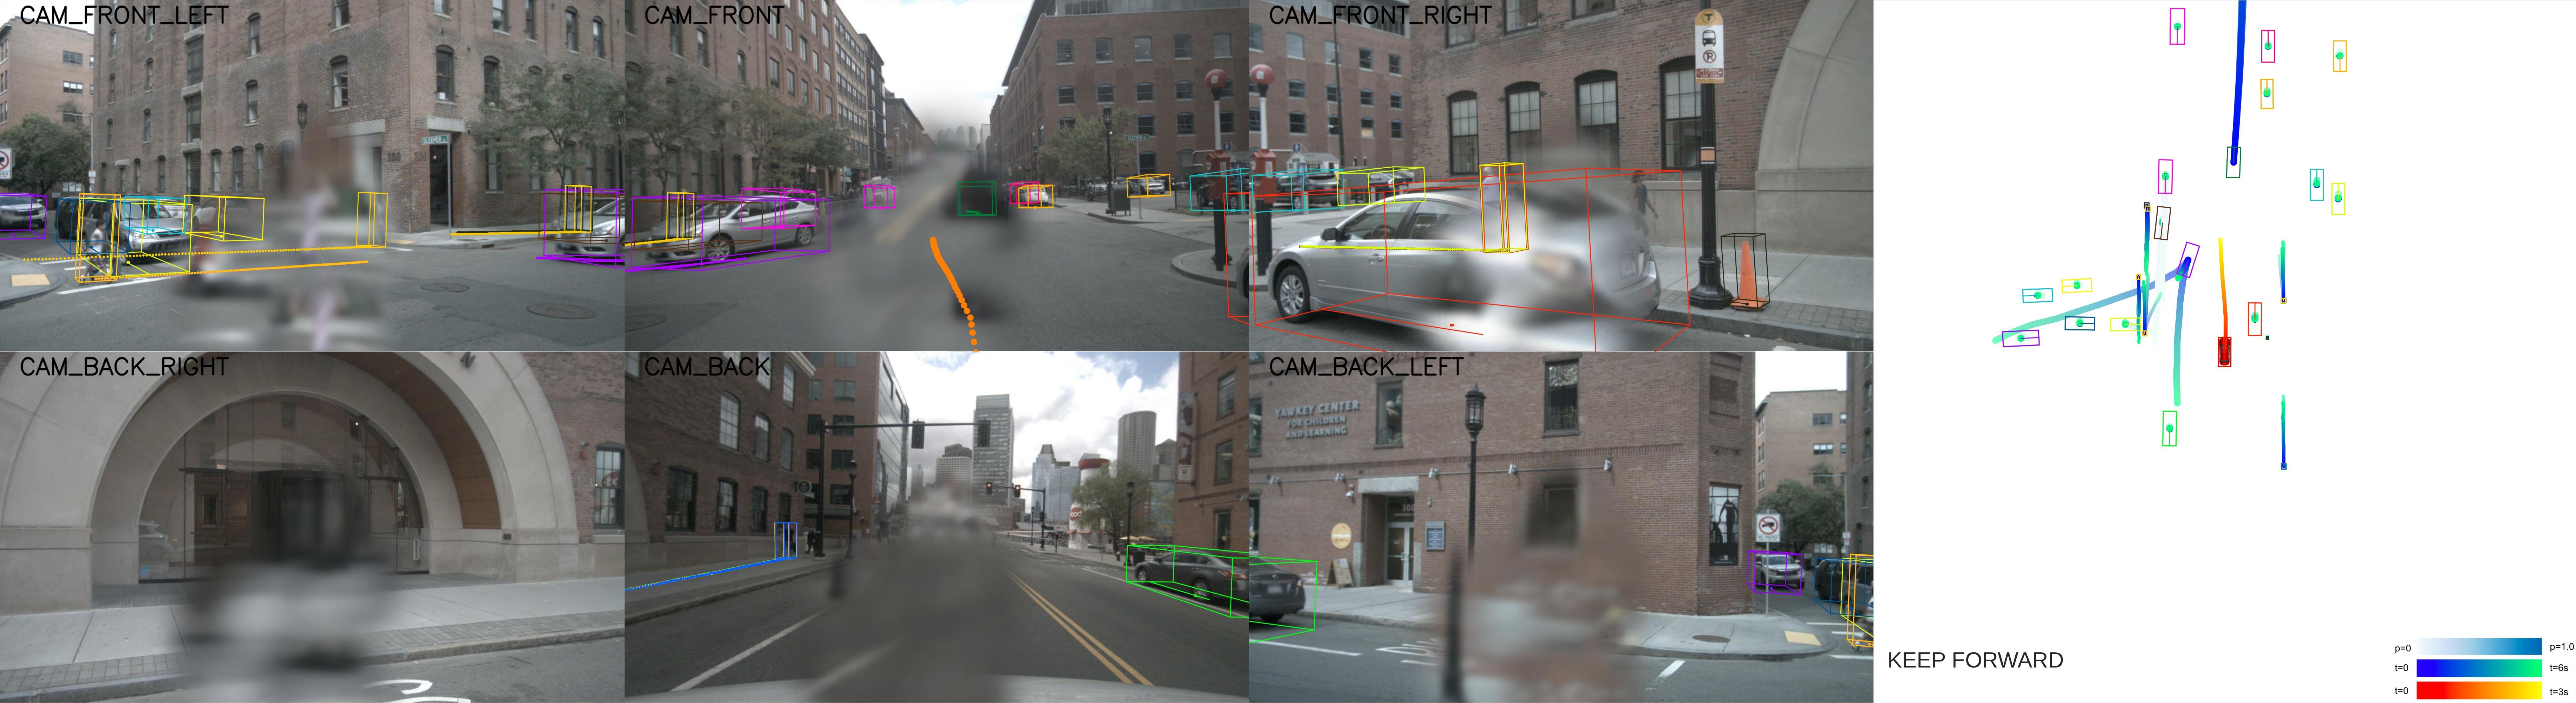 CAM_FRONT_LEFT
CAM_FRONT
CAM_FRONT_RIGHT
T
CAM_BACK_RIGHT
CAM_BACK
CAM_BACK_LEFT
YAWKEY CENTER
FOR CHILDREN
AND LEARNING
KEEP FORWARD
p=0
p=1.0
t=0
t=6s
t=0
t=3s